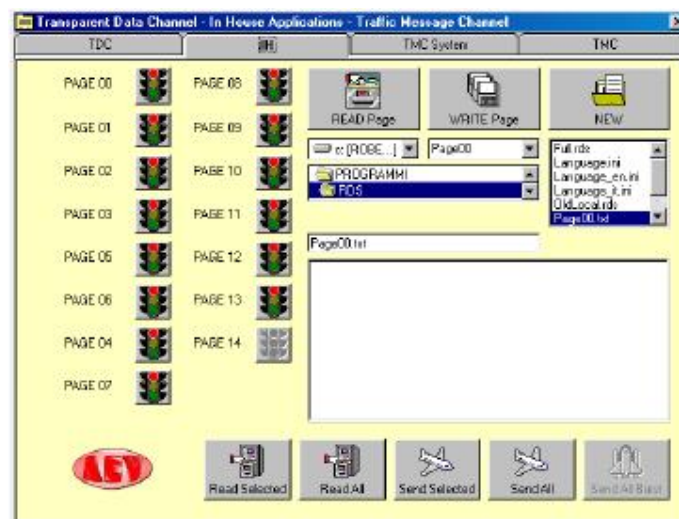 Transparent Data Channel - In House Applications - Traffic Message Channel
TDC
IH
TMC System
TMC
PAGE 00
PAGE 08
PAGE 01
PAGE 09
PAGE 02
PAGE 10
PAGE 03
PAGE 11
PAGE 05
PAGE 12
PAGE 06
PAGE 13
PAGE 04
PAGE 14
PAGE 07
READ Page
WRITE Page
NEW
c: [ROBE...]
Page00
PROGRAMMI
RDS
Full.rds
Language.ini
Language_en.ini
Language_it.ini
OldLocal.rds
Page00.txt
Page00.txt
AEV
Read Selected
Read All
Send Selected
Send All
Send All Burst